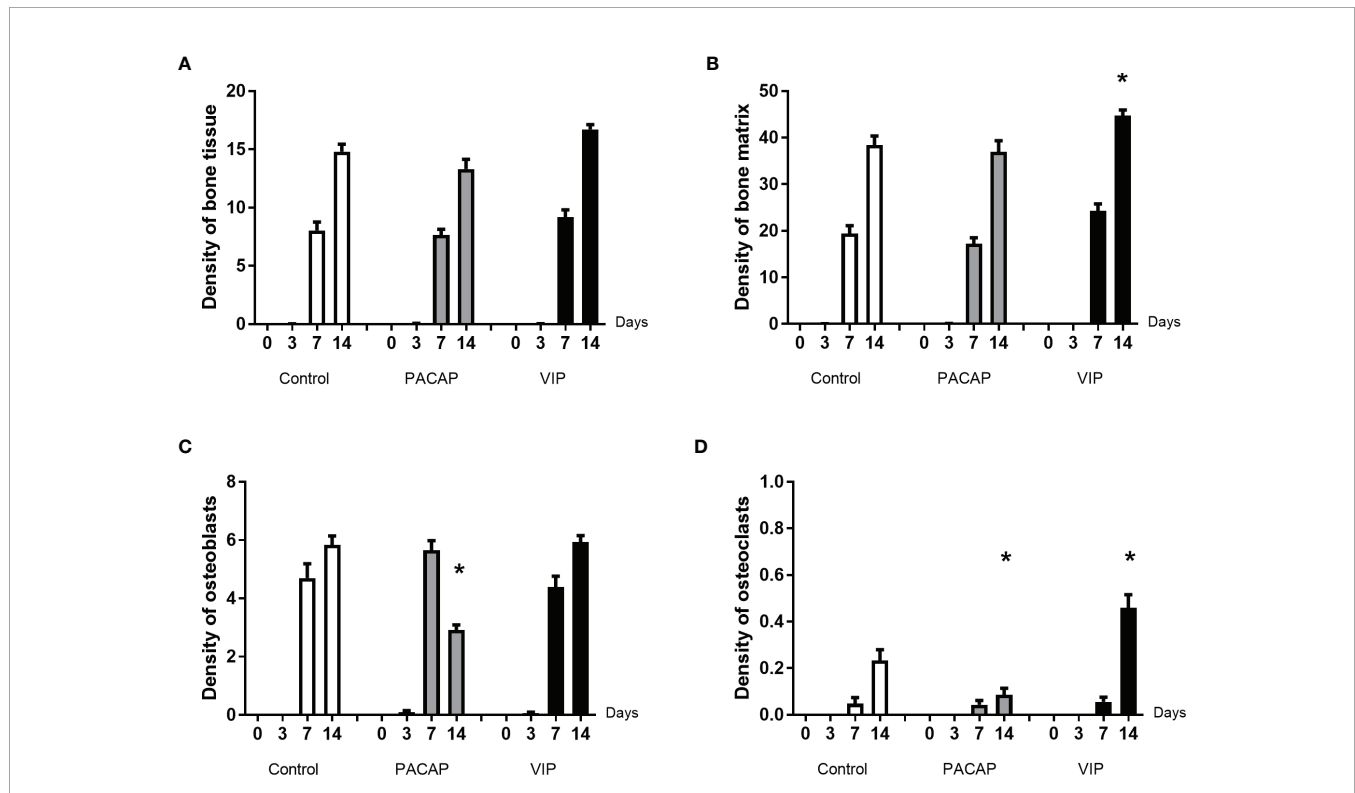 A
Density of bone tissue
20
15
10
5
0
0 3 7 14 0 3 7 14 0 3 7 14
Days
Control PACAP VIP
B
Density of bone matrix
50
40
30
20
10
0
*
0 3 7 14 0 3 7 14 0 3 7 14
Days
Control PACAP VIP
C
Density of osteoblasts
8
6
4
2
0
*
0 3 7 14 0 3 7 14 0 3 7 14
Days
Control PACAP VIP
D
Density of osteoclasts
1.0
0.8
0.6
0.4
0.2
0.0
* *
0 3 7 14 0 3 7 14 0 3 7 14
Days
Control PACAP VIP